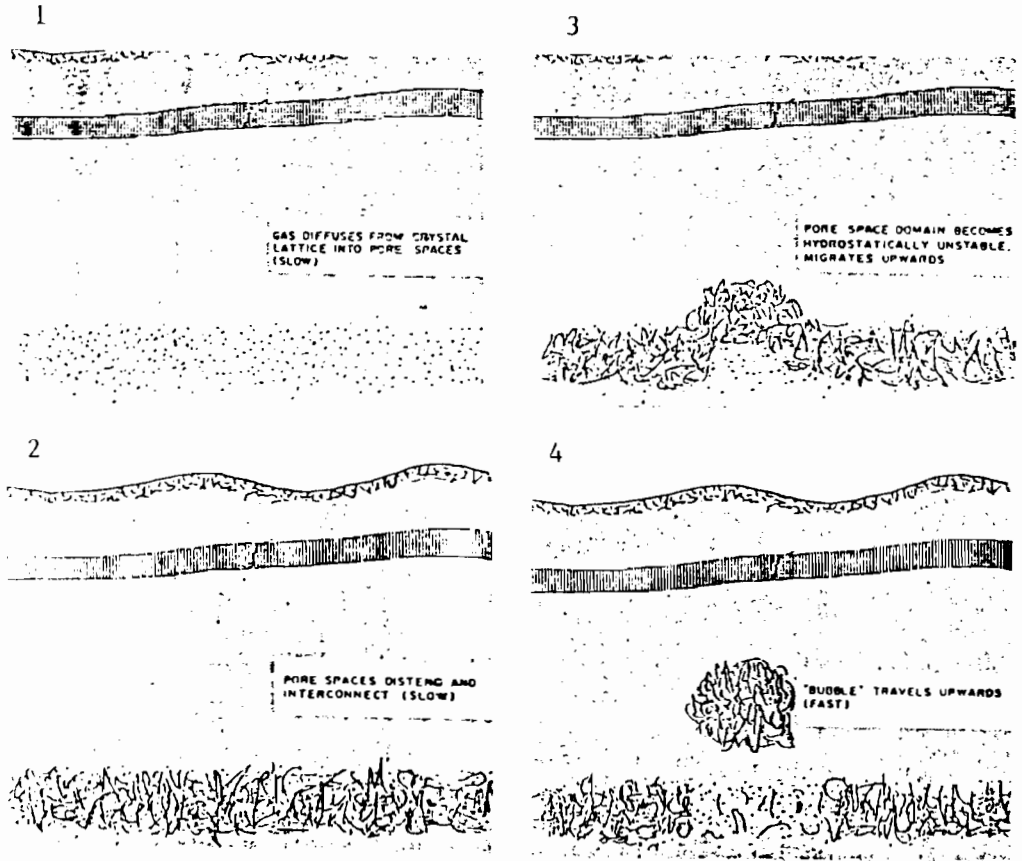 1
GAS DIFFUSES FROM CRYSTAL
LATTICE INTO PORE SPACES
(SLOW)
2
PORE SPACES DISTEND AND
INTERCONNECT (SLOW)
3
PORE SPACE DOMAIN BECOMES
HYDROSTATICALLY UNSTABLE.
MIGRATES UPWARDS
4
"BUBBLE" TRAVELS UPWARDS
(FAST)